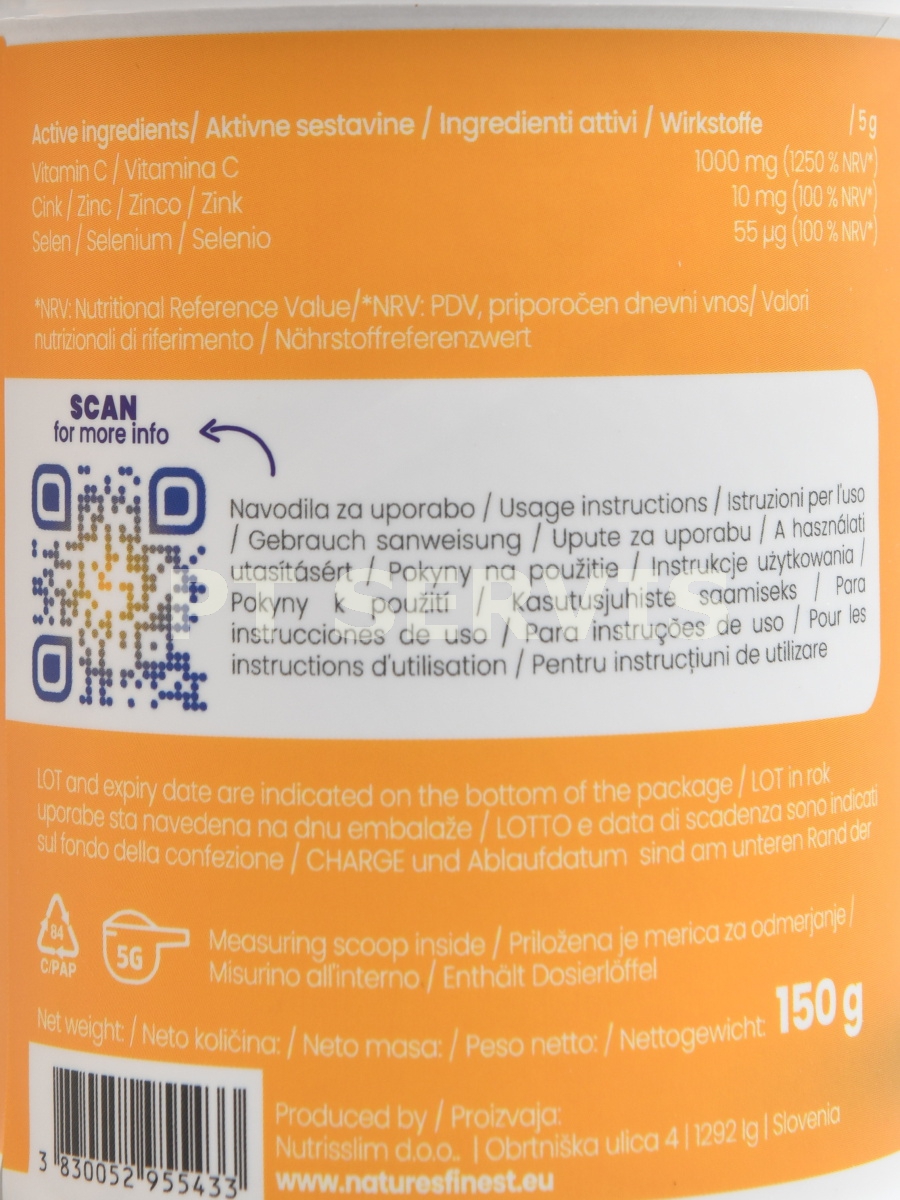 Active ingredients/ Aktivne sestavine / Ingredienti attivi / Wirkstoffe / 5 g
Vitamin C / Vitamina C 1000 mg (1250 % NRV*)
Cink / Zinc / Zinco / Zink 10 mg (100 % NRV*)
Selen / Selenium / Selenio 55 µg (100 % NRV*)
*NRV: Nutritional Reference Value/*NRV: PDV, priporočen dnevni vnos/ Valori
nutrizionali di riferimento / Nährstoffreferenzwert
SCAN
for more info
Navodila za uporabo / Usage instructions / Istruzioni per l'uso
/ Gebrauch sanweisung / Upute za uporabu / A használati
utasításért / Pokyny na použitie / Instrukcje użytkowania /
Pokyny k použití / Kasutusjuhiste saamiseks / Para
instrucciones de uso / Para instruções de uso / Pour les
instructions d'utilisation / Pentru instrucțiuni de utilizare
PT SERVIS
LOT and expiry date are indicated on the bottom of the package / LOT in rok
uporabe sta navedena na dnu embalaže / LOTTO e data di scadenza sono indicati
sul fondo della confezione / CHARGE und Ablaufdatum sind am unteren Rand der
84
C/PAP
5G
Measuring scoop inside / Priložena je merica za odmerjanje /
Misurino all'interno / Enthält Dosierlöffel
Net weight: / Neto količina: / Neto masa: / Peso netto: / Nettogewicht: 150 g
Produced by / Proizvaja:
Nutrisslim d.o.o.. | Obrtniška ulica 4 | 1292 Ig | Slovenia
www.naturesfinest.eu
3 830052 955433